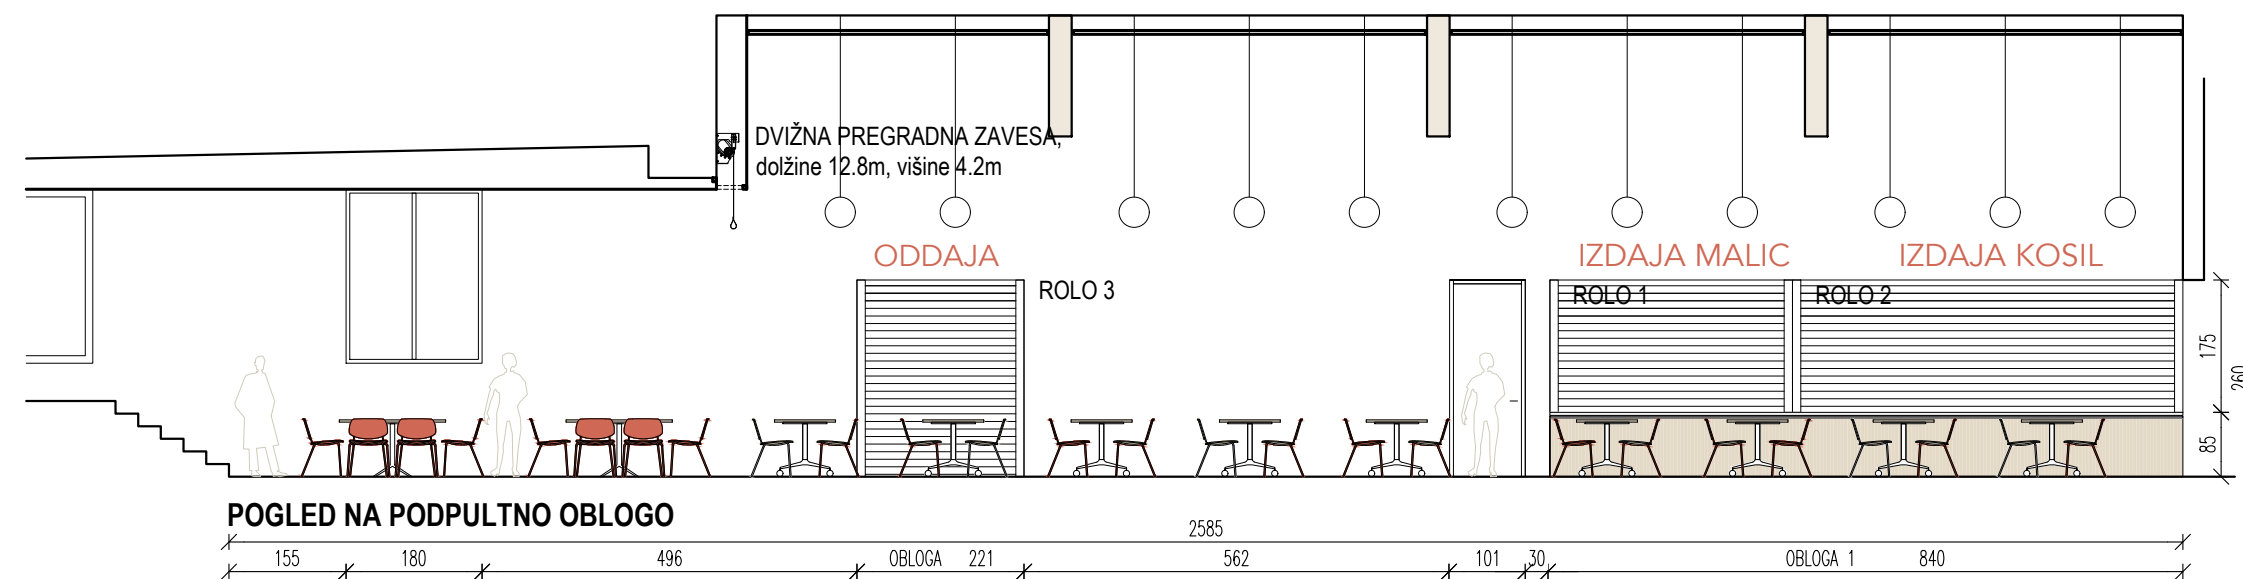 DVIŽNA PREGRADNA ZAVESA,
dolžine 12.8m, višine 4.2m
ODDAJA
IZDAJA MALIC
IZDAJA KOSIL
ROLO 3
ROLO 1
ROLO 2
175
260
85
POGLED NA PODPULTNO OBLOGO
2585
155
180
496
OBLOGA 221
562
101
30
OBLOGA 1 840